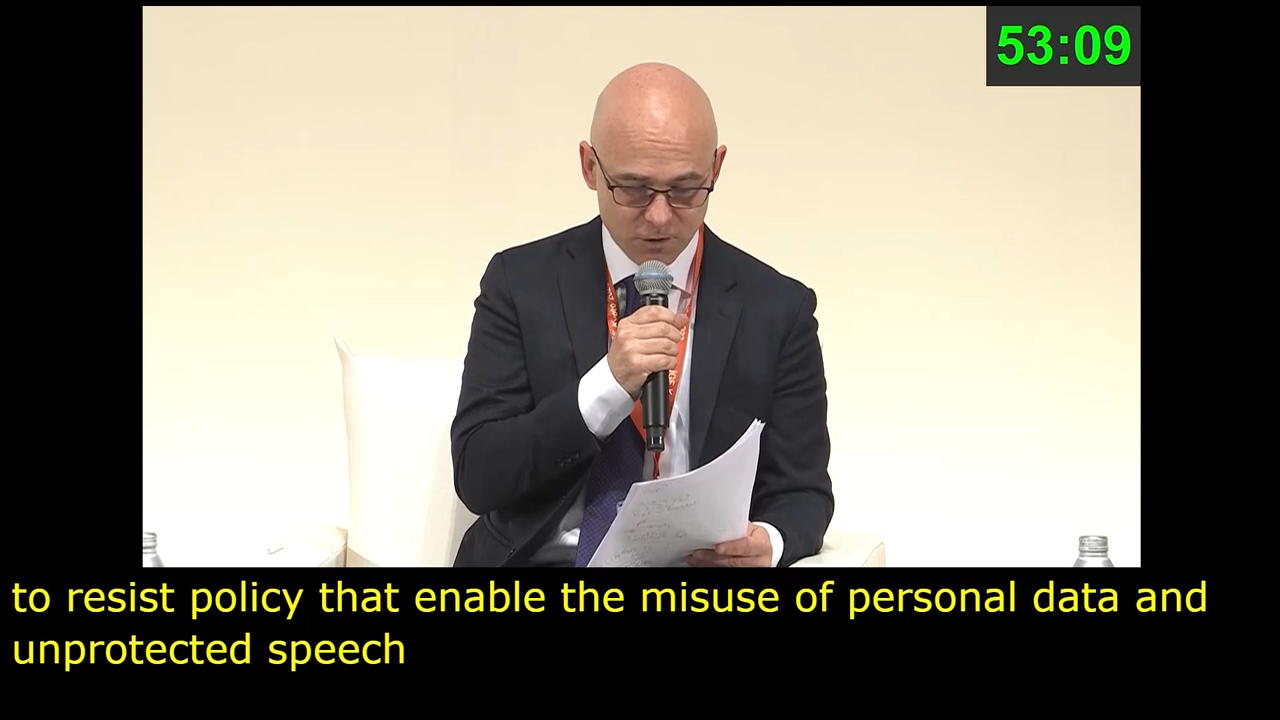 53:09
to resist policy that enable the misuse of personal data and
unprotected speech